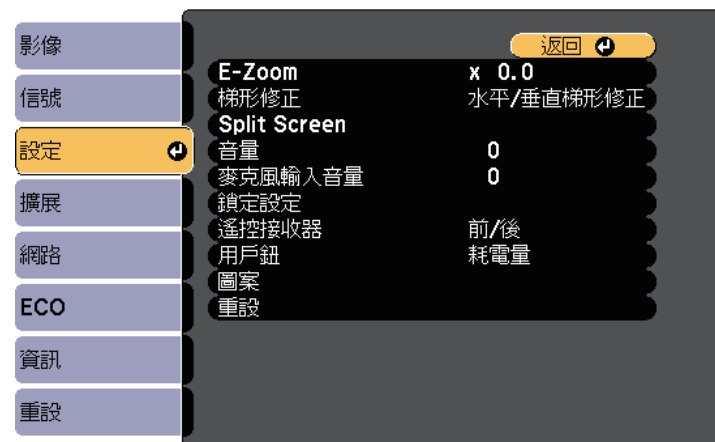 影像
信號
設定
擴展
網路
ECO
資訊
重設
返回
E-Zoom x 0.0
梯形修正 水平/垂直梯形修正
Split Screen
音量 0
麥克風輸入音量 0
鎖定設定
遙控接收器 前/後
用戶鈕 耗電量
圖案
重設